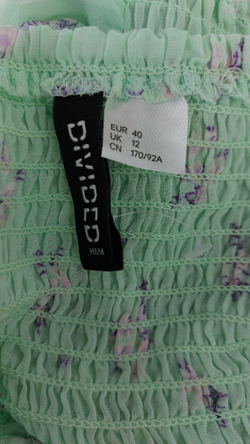 DIVIDED
H&M
EUR 40
UK 12
CN 170/92A